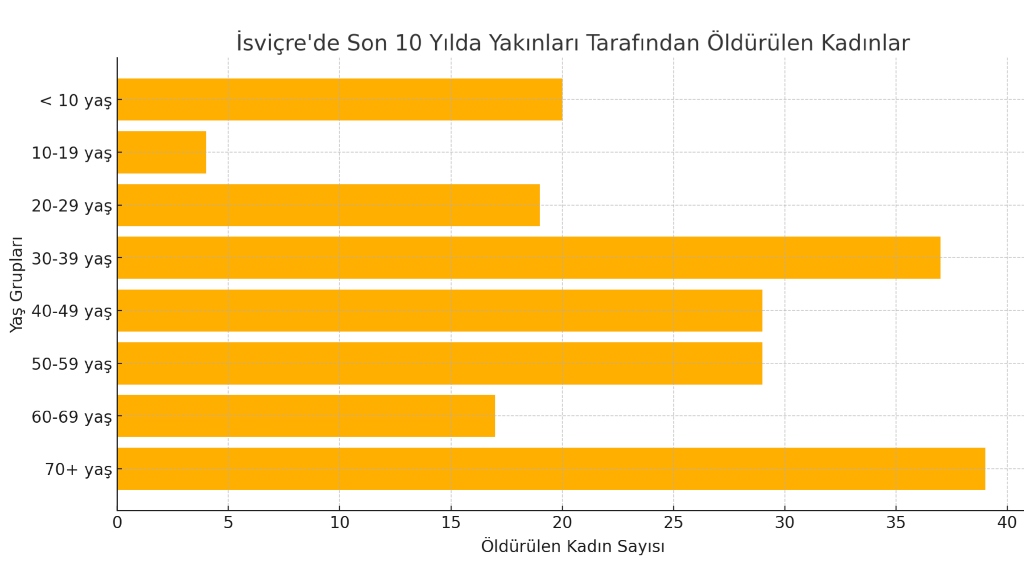 İsviçre'de Son 10 Yılda Yakınları Tarafından Öldürülen Kadınlar
Yaş Grupları
< 10 yaş
10-19 yaş
20-29 yaş
30-39 yaş
40-49 yaş
50-59 yaş
60-69 yaş
70+ yaş
0 5 10 15 20 25 30 35 40
Öldürülen Kadın Sayısı